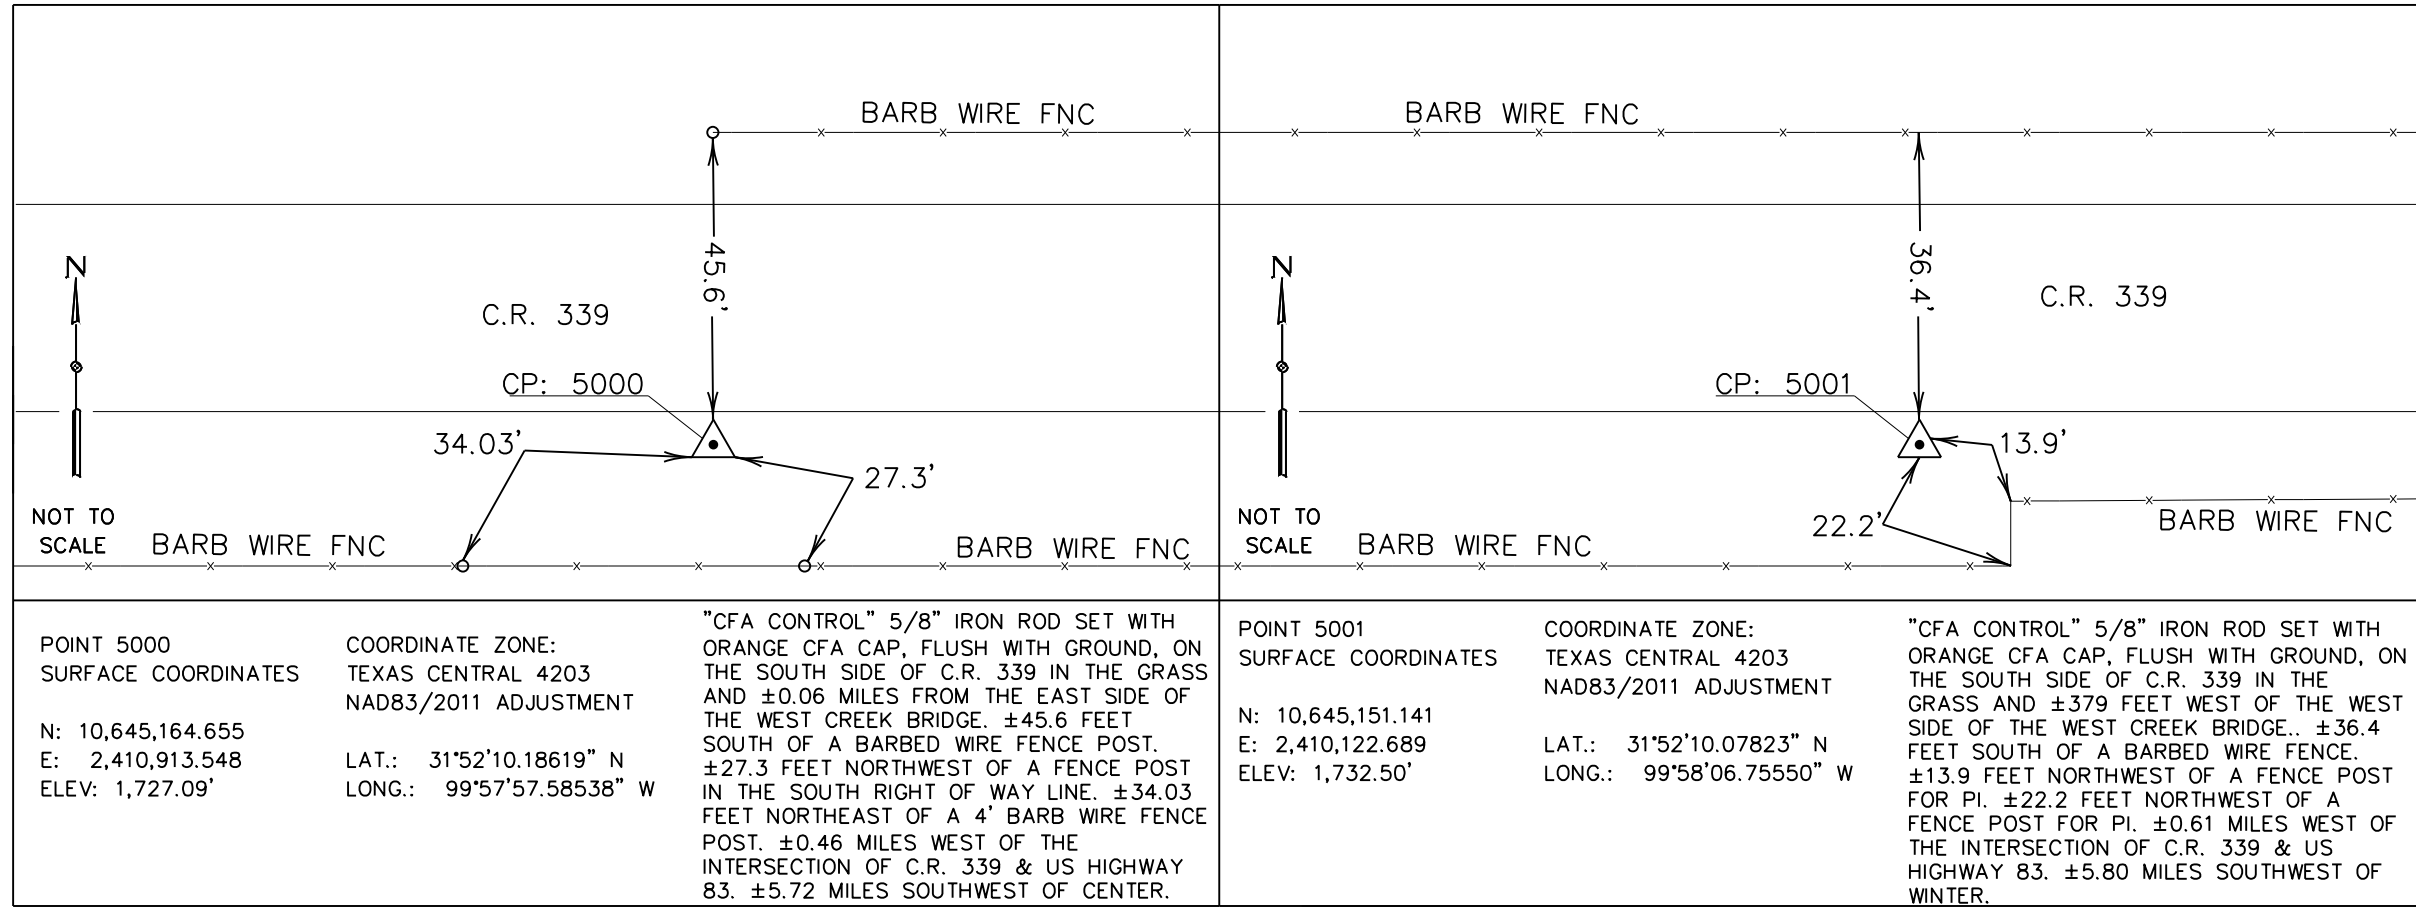 BARB WIRE FNC
N
45.6'
C.R. 339
CP: 5000
34.03'
27.3'
NOT TO
SCALE
BARB WIRE FNC
BARB WIRE FNC
POINT 5000
SURFACE COORDINATES
N: 10,645,164.655
E: 2,410,913.548
ELEV: 1,727.09'
COORDINATE ZONE:
TEXAS CENTRAL 4203
NAD83/2011 ADJUSTMENT
LAT.: 31°52'10.18619" N
LONG.: 99°57'57.58538" W
"CFA CONTROL" 5/8" IRON ROD SET WITH
ORANGE CFA CAP, FLUSH WITH GROUND, ON
THE SOUTH SIDE OF C.R. 339 IN THE GRASS
AND ±0.06 MILES FROM THE EAST SIDE OF
THE WEST CREEK BRIDGE. ±45.6 FEET
SOUTH OF A BARBED WIRE FENCE POST.
±27.3 FEET NORTHWEST OF A FENCE POST
IN THE SOUTH RIGHT OF WAY LINE. ±34.03
FEET NORTHEAST OF A 4' BARB WIRE FENCE
POST. ±0.46 MILES WEST OF THE
INTERSECTION OF C.R. 339 & US HIGHWAY
83. ±5.72 MILES SOUTHWEST OF CENTER.
BARB WIRE FNC
N
36.4'
C.R. 339
CP: 5001
13.9'
22.2'
NOT TO
SCALE
BARB WIRE FNC
BARB WIRE FNC
POINT 5001
SURFACE COORDINATES
N: 10,645,151.141
E: 2,410,122.689
ELEV: 1,732.50'
COORDINATE ZONE:
TEXAS CENTRAL 4203
NAD83/2011 ADJUSTMENT
LAT.: 31°52'10.07823" N
LONG.: 99°58'06.75550" W
"CFA CONTROL" 5/8" IRON ROD SET WITH
ORANGE CFA CAP, FLUSH WITH GROUND, ON
THE SOUTH SIDE OF C.R. 339 IN THE
GRASS AND ±379 FEET WEST OF THE WEST
SIDE OF THE WEST CREEK BRIDGE.. ±36.4
FEET SOUTH OF A BARBED WIRE FENCE.
±13.9 FEET NORTHWEST OF A FENCE POST
FOR PI. ±22.2 FEET NORTHWEST OF A
FENCE POST FOR PI. ±0.61 MILES WEST OF
THE INTERSECTION OF C.R. 339 & US
HIGHWAY 83. ±5.80 MILES SOUTHWEST OF
WINTER.